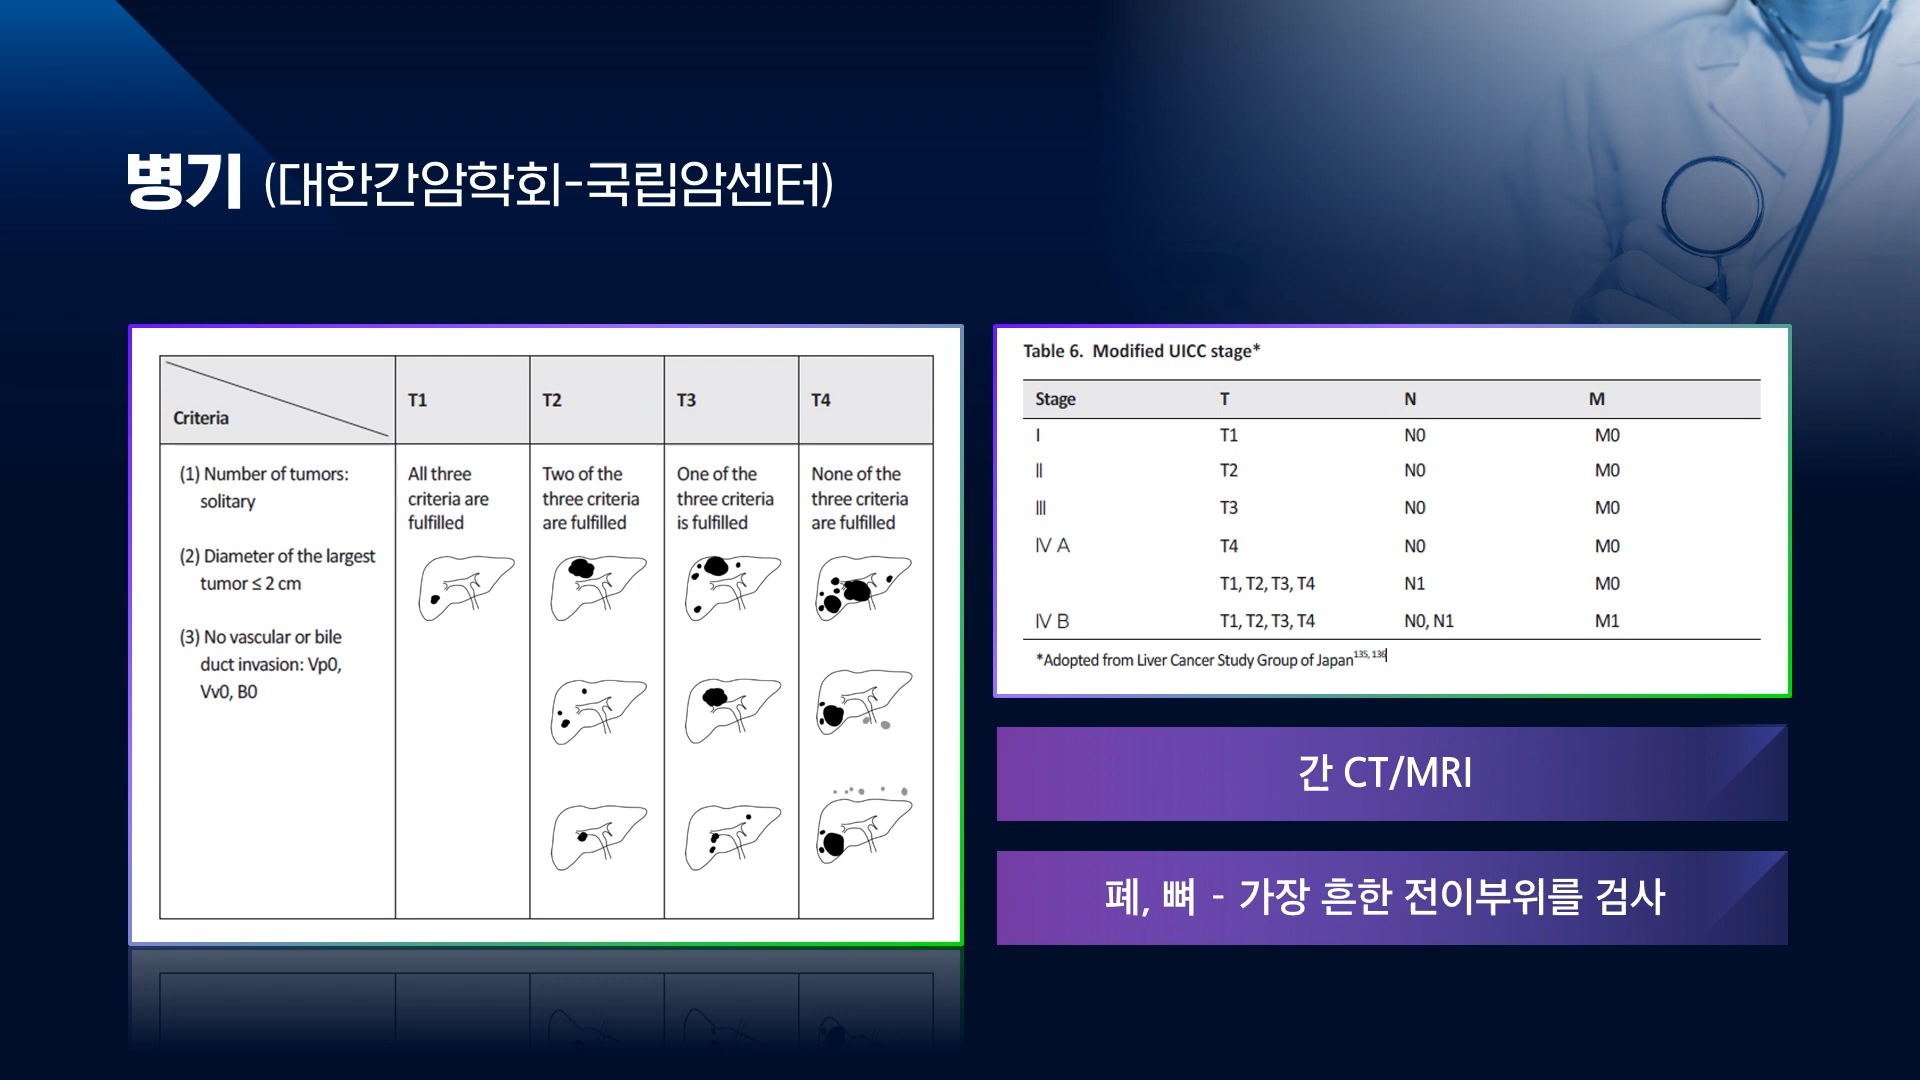 병기 (대한간암학회-국립암센터)
Criteria
T1
T2
T3
T4
(1) Number of tumors:
solitary
(2) Diameter of the largest
tumor ≤ 2 cm
(3) No vascular or bile
duct invasion: Vp0,
Vv0, B0
All three
criteria are
fulfilled
Two of the
three criteria
are fulfilled
One of the
three criteria
is fulfilled
None of the
three criteria
are fulfilled
Table 6. Modified UICC stage*
Stage T N M
Ⅰ T1 N0 M0
Ⅱ T2 N0 M0
Ⅲ T3 N0 M0
Ⅳ A T4 N0 M0
T1, T2, T3, T4 N1 M0
Ⅳ B T1, T2, T3, T4 N0, N1 M1
*Adopted from Liver Cancer Study Group of Japan135, 136
간 CT/MRI
폐, 뼈 - 가장 흔한 전이부위를 검사